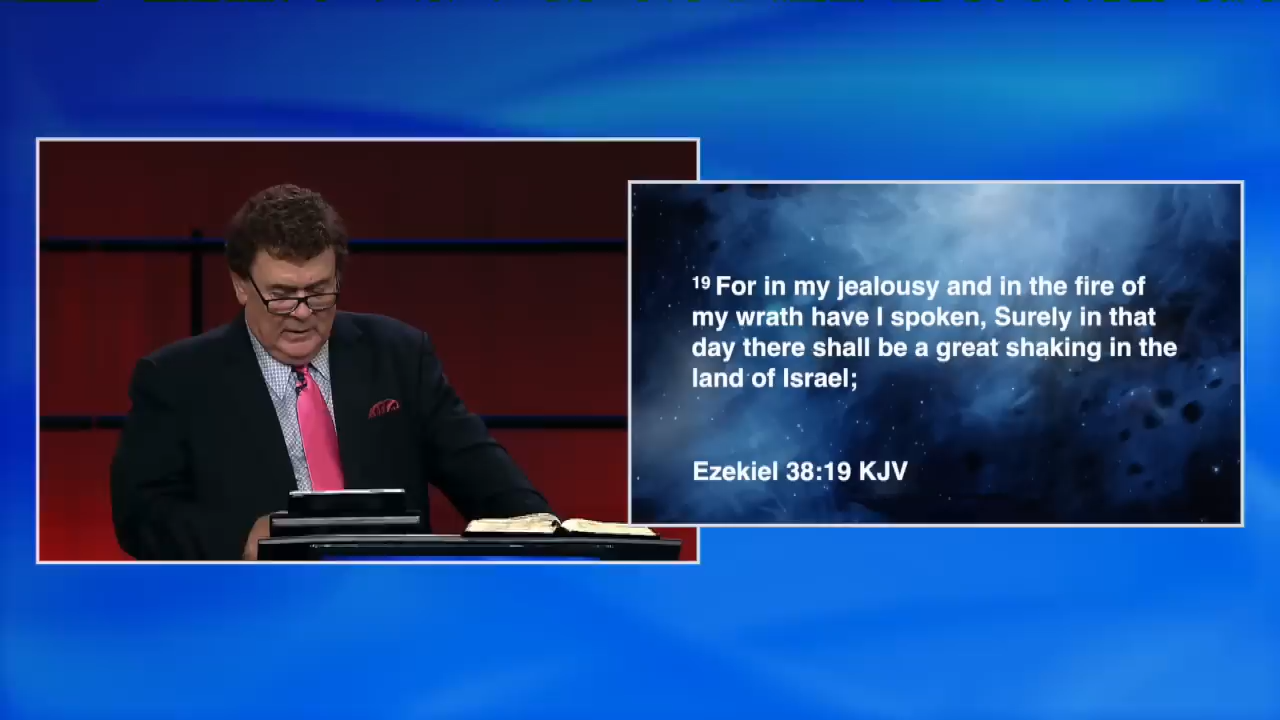 19 For in my jealousy and in the fire of
my wrath have I spoken, Surely in that
day there shall be a great shaking in the
land of Israel;
Ezekiel 38:19 KJV